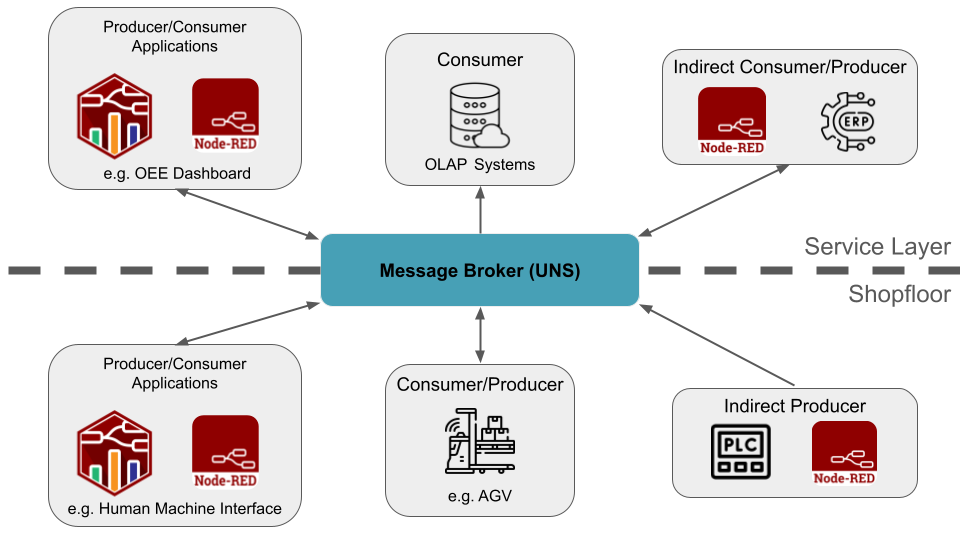 Producer/Consumer
Applications
Node-RED
e.g. OEE Dashboard
Consumer
OLAP Systems
Indirect Consumer/Producer
Node-RED
ERP
Message Broker (UNS)
Service Layer
Shopfloor
Producer/Consumer
Applications
Node-RED
e.g. Human Machine Interface
Consumer/Producer
e.g. AGV
Indirect Producer
PLC
Node-RED